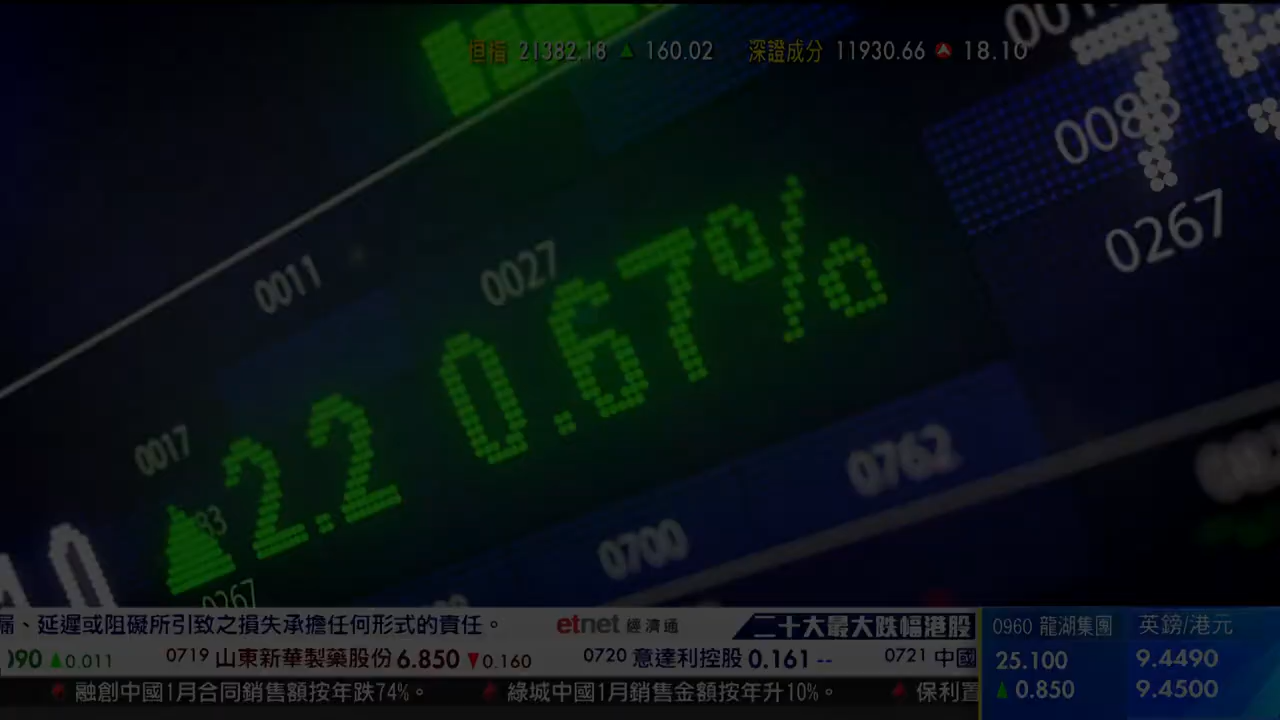 恒指 21382.18 ▲ 160.02 深證成分 11930.66 18.10
0086
0267
0011 0027
0.67%
0017
▲2.2
0762
0700
0267
、延遲或阻礙所引致之損失承擔任何形式的責任。 etnet 經濟通 二十大最大跌幅港股
▲0.011 0719 山東新華製藥股份 6.850 ▼0.160 0720 意達利控股 0.161 -- 0721 中國
融創中國1月合同銷售額按年跌74%。 綠城中國1月銷售金額按年升10%。 保利置
0960 龍湖集團 英鎊/港元
25.100 9.4490
▲ 0.850 9.4500